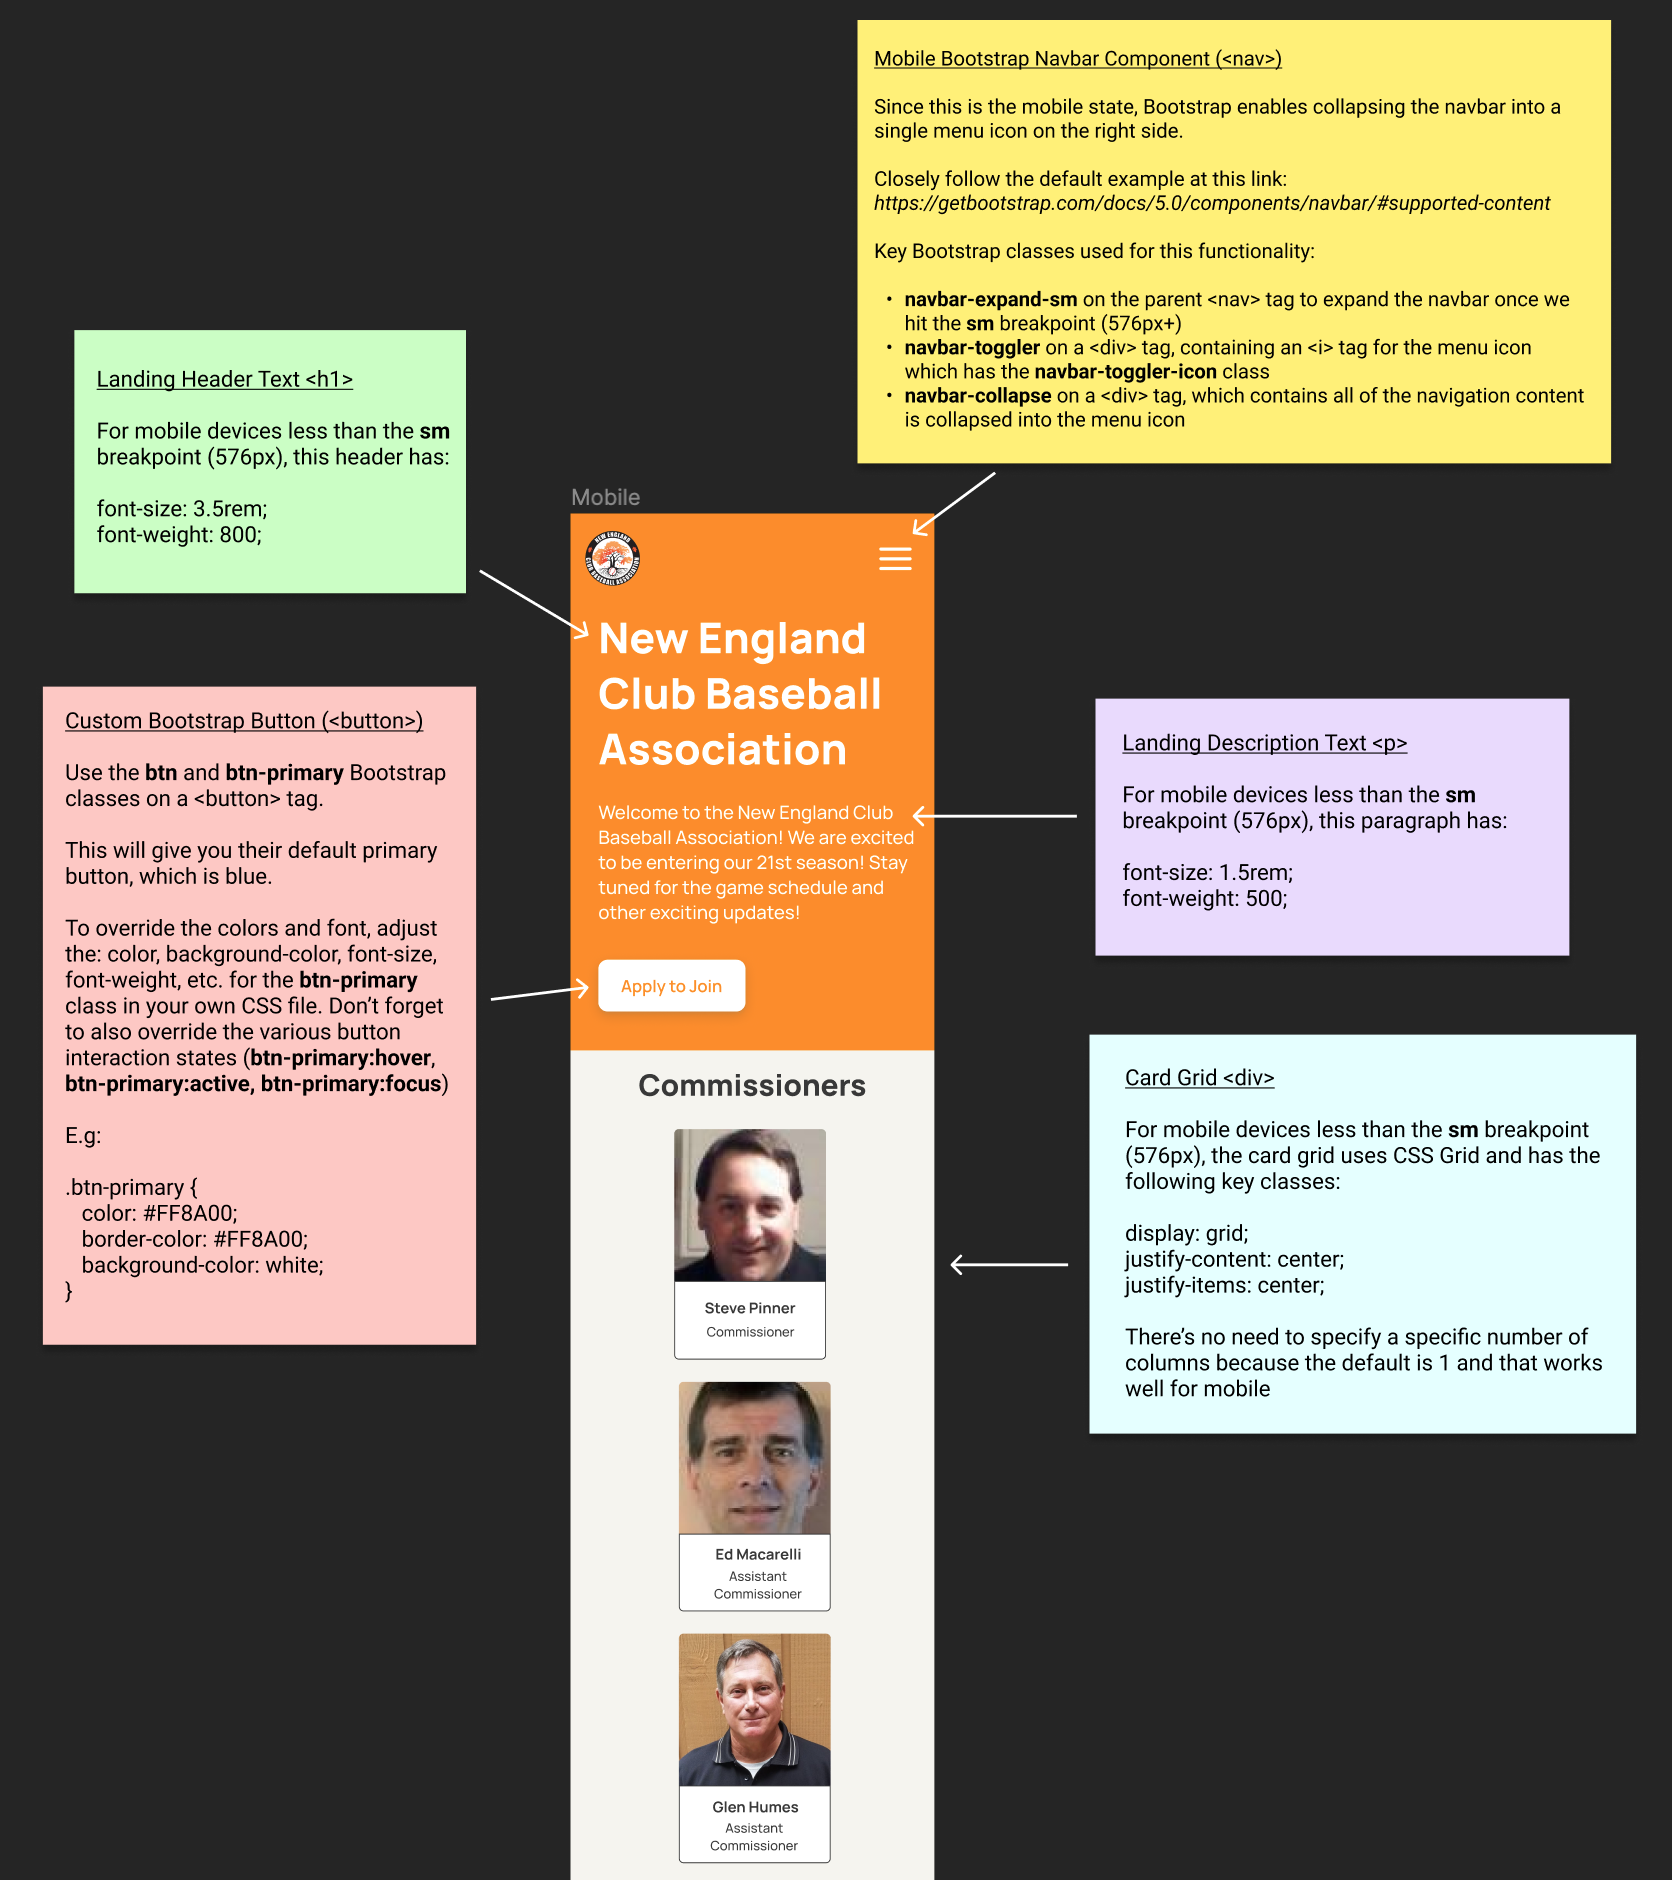 Mobile Bootstrap Navbar Component (<nav>)
Since this is the mobile state, Bootstrap enables collapsing the navbar into a
single menu icon on the right side.
Closely follow the default example at this link:
https://getbootstrap.com/docs/5.0/components/navbar/#supported-content
Key Bootstrap classes used for this functionality:
• navbar-expand-sm on the parent <nav> tag to expand the navbar once we
hit the sm breakpoint (576px+)
• navbar-toggler on a <div> tag, containing an <i> tag for the menu icon
which has the navbar-toggler-icon class
• navbar-collapse on a <div> tag, which contains all of the navigation content
is collapsed into the menu icon
Landing Header Text <h1>
For mobile devices less than the sm
breakpoint (576px), this header has:
font-size: 3.5rem;
font-weight: 800;
Custom Bootstrap Button (<button>)
Use the btn and btn-primary Bootstrap
classes on a <button> tag.
This will give you their default primary
button, which is blue.
To override the colors and font, adjust
the: color, background-color, font-size,
font-weight, etc. for the btn-primary
class in your own CSS file. Don’t forget
to also override the various button
interaction states (btn-primary:hover,
btn-primary:active, btn-primary:focus)
E.g:
.btn-primary {
color: #FF8A00;
border-color: #FF8A00;
background-color: white;
}
Mobile
NEW ENGLAND
CLUB BASEBALL ASSOCIATION
New England
Club Baseball
Association
Welcome to the New England Club
Baseball Association! We are excited
to be entering our 21st season! Stay
tuned for the game schedule and
other exciting updates!
Apply to Join
Commissioners
Steve Pinner
Commissioner
Ed Macarelli
Assistant
Commissioner
Glen Humes
Assistant
Commissioner
Landing Description Text <p>
For mobile devices less than the sm
breakpoint (576px), this paragraph has:
font-size: 1.5rem;
font-weight: 500;
Card Grid <div>
For mobile devices less than the sm breakpoint
(576px), the card grid uses CSS Grid and has the
following key classes:
display: grid;
justify-content: center;
justify-items: center;
There’s no need to specify a specific number of
columns because the default is 1 and that works
well for mobile